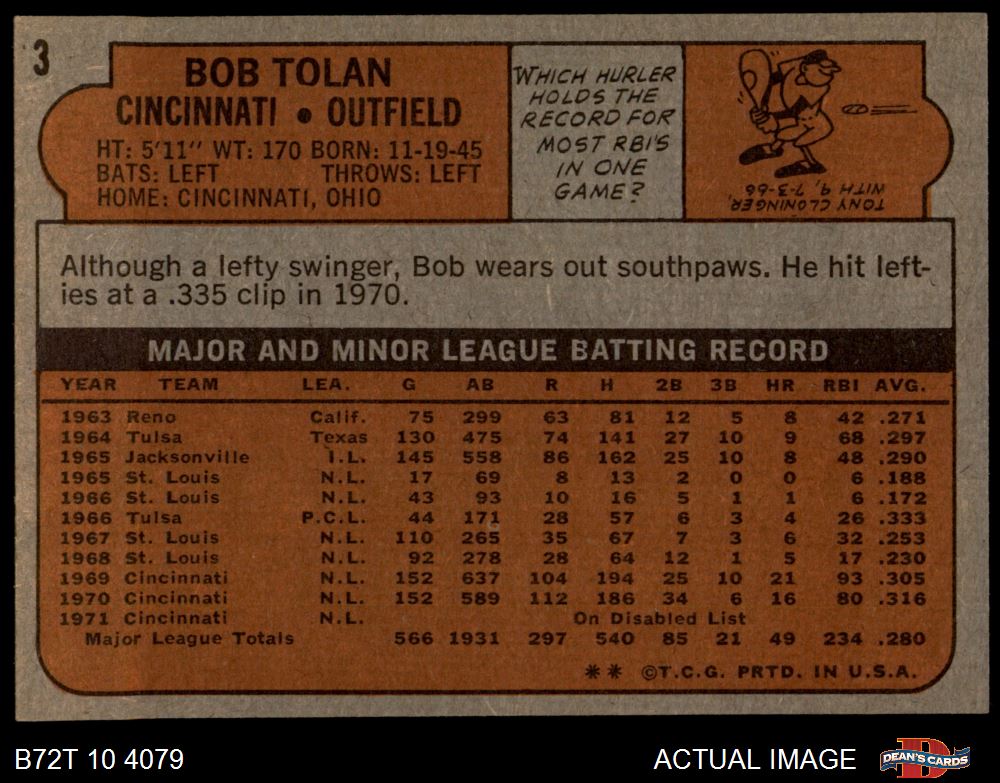 3
BOB TOLAN
CINCINNATI • OUTFIELD
HT: 5'11" WT: 170 BORN: 11-19-45
BATS: LEFT THROWS: LEFT
HOME: CINCINNATI, OHIO
WHICH HURLER
HOLDS THE
RECORD FOR
MOST RBI'S
IN ONE
GAME?
TONY CLONINGER,
WITH 9, 7-3-66
Although a lefty swinger, Bob wears out southpaws. He hit left-
ies at a .335 clip in 1970.
MAJOR AND MINOR LEAGUE BATTING RECORD
YEAR TEAM LEA. G AB R H 2B 3B HR RBI AVG.
1963 Reno Calif. 75 299 63 81 12 5 8 42 .271
1964 Tulsa Texas 130 475 74 141 27 10 9 68 .297
1965 Jacksonville I.L. 145 558 86 162 25 10 8 48 .290
1965 St. Louis N.L. 17 69 8 13 2 0 0 6 .188
1966 St. Louis N.L. 43 93 10 16 5 1 1 6 .172
1966 Tulsa P.C.L. 44 171 28 57 6 3 4 26 .333
1967 St. Louis N.L. 110 265 35 67 7 3 6 32 .253
1968 St. Louis N.L. 92 278 28 64 12 1 5 17 .230
1969 Cincinnati N.L. 152 637 104 194 25 10 21 93 .305
1970 Cincinnati N.L. 152 589 112 186 34 6 16 80 .316
1971 Cincinnati N.L. On Disabled List
Major League Totals 566 1931 297 540 85 21 49 234 .280
** ©T.C.G. PRTD. IN U.S.A.
B72T 10 4079 ACTUAL IMAGE DEAN'S CARDS